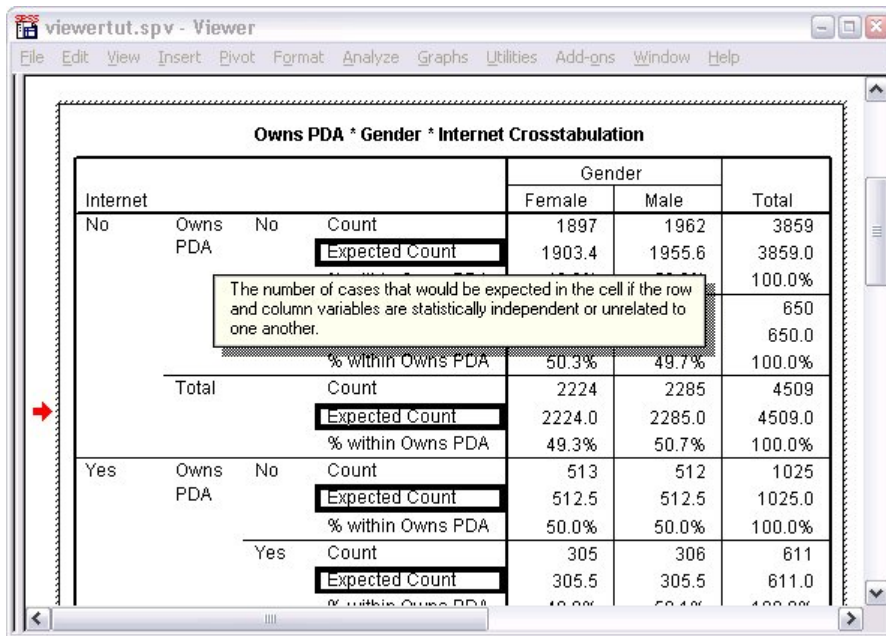 viewertut.spv - Viewer
File Edit View Insert Pivot Format Analyze Graphs Utilities Add-ons Window Help
Owns PDA * Gender * Internet Crosstabulation
Gender
Internet Female Male Total
No Owns PDA No Count 1897 1962 3859
Expected Count 1903.4 1955.6 3859.0
100.0%
The number of cases that would be expected in the cell if the row
and column variables are statistically independent or unrelated to
one another.
650
650.0
% within Owns PDA 50.3% 49.7% 100.0%
Total Count 2224 2285 4509
Expected Count 2224.0 2285.0 4509.0
% within Owns PDA 49.3% 50.7% 100.0%
Yes Owns PDA No Count 513 512 1025
Expected Count 512.5 512.5 1025.0
% within Owns PDA 50.0% 50.0% 100.0%
Yes Count 305 306 611
Expected Count 305.5 305.5 611.0